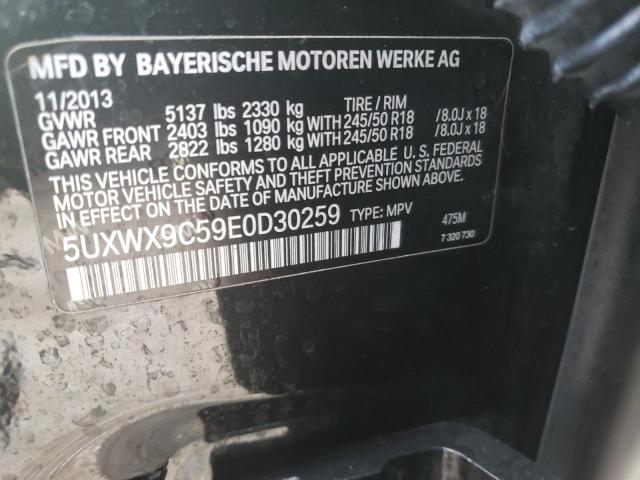 MFD BY BAYERISCHE MOTOREN WERKE AG
11/2013 TIRE / RIM
GVWR 5137 lbs 2330 kg
GAWR FRONT 2403 lbs 1090 kg WITH 245/50 R18 /8.0J x 18
GAWR REAR 2822 lbs 1280 kg WITH 245/50 R18 /8.0J x 18
THIS VEHICLE CONFORMS TO ALL APPLICABLE U. S. FEDERAL
MOTOR VEHICLE SAFETY AND THEFT PREVENTION STANDARDS
IN EFFECT ON THE DATE OF MANUFACTURE SHOWN ABOVE.
5UXWX9C59E0D30259 TYPE: MPV 475M
7 320 730